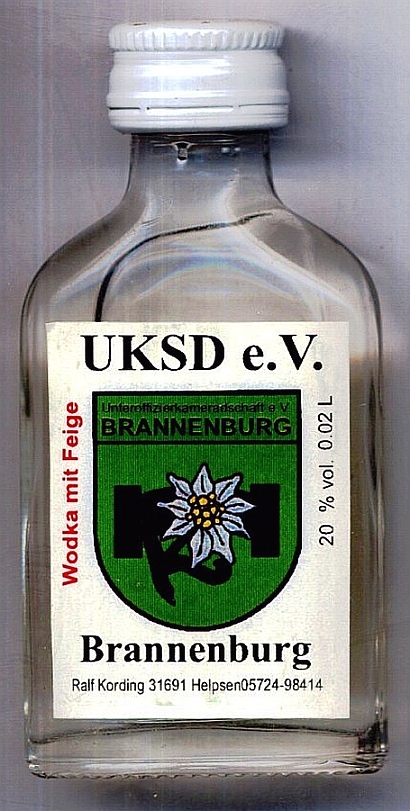 UKSD e.V.
Unteroffizierkameradschaft e.V
BRANNENBURG
Wodka mit Feige
20 % vol. 0.02 L
Brannenburg
Ralf Kording 31691 Helpsen05724-98414